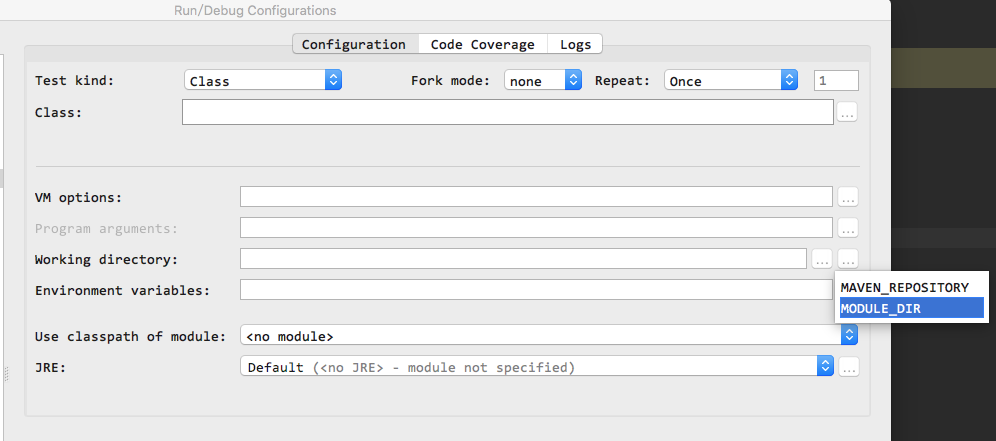 Run/Debug Configurations
Configuration Code Coverage Logs
Test kind: Class Fork mode: none Repeat: Once 1
Class: ...
VM options: ...
Program arguments: ...
Working directory: ... ...
Environment variables:
MAVEN_REPOSITORY
MODULE_DIR
Use classpath of module: <no module>
JRE: Default (<no JRE> - module not specified) ...